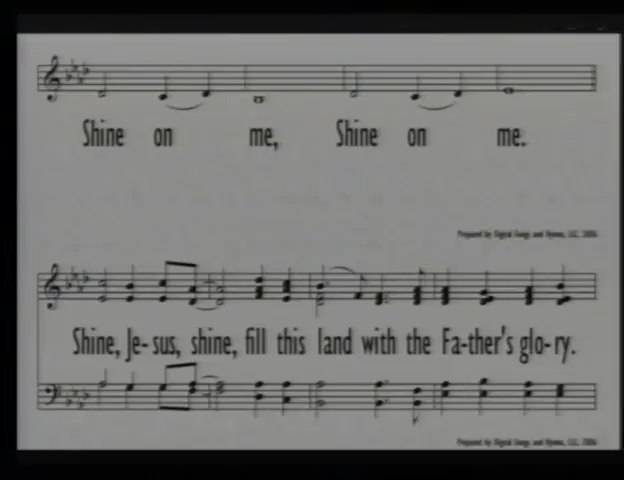 Shine on me, Shine on me.
Prepared by Digital Songs and Hymns, LLC, 2006
Shine, Je-sus, shine, fill this land with the Fa-ther's glo-ry.
Prepared by Digital Songs and Hymns, LLC, 2006